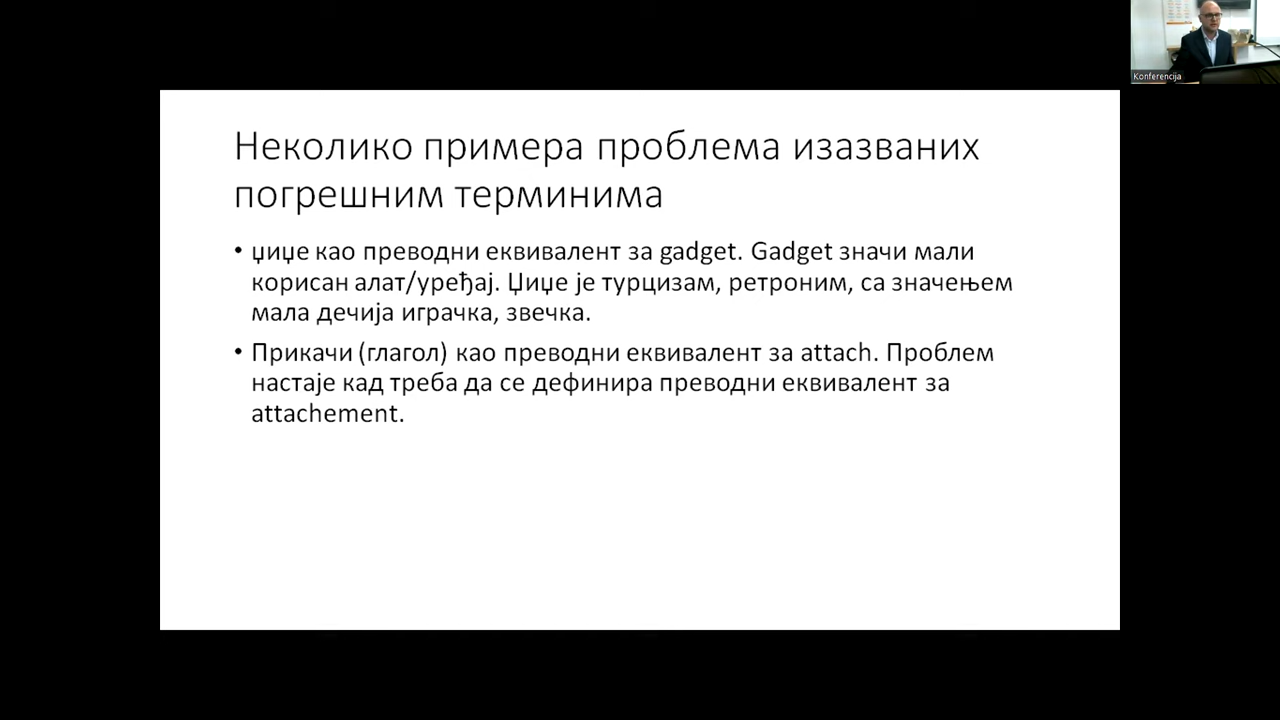 Konferencija
Неколико примера проблема изазваних
погрешним терминима
• џиџе као преводни еквивалент за gadget. Gadget значи мали
корисан алат/уређај. Џиџе је турцизам, ретроним, са значењем
мала дечија играчка, звечка.
• Прикачи (глагол) као преводни еквивалент за attach. Проблем
настаје кад треба да се дефинира преводни еквивалент за
attachement.